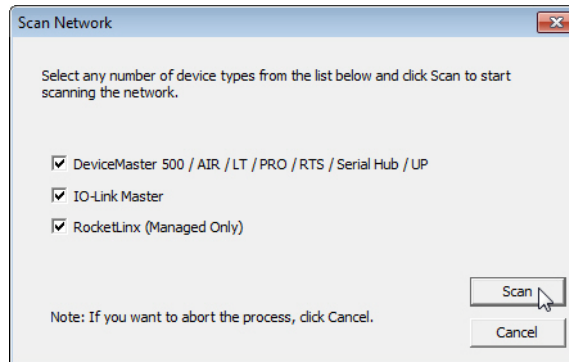 Scan Network
Select any number of device types from the list below and click Scan to start
scanning the network.
DeviceMaster 500 / AIR / LT / PRO / RTS / Serial Hub / UP
IO-Link Master
RocketLinx (Managed Only)
Scan
Note: If you want to abort the process, click Cancel.
Cancel